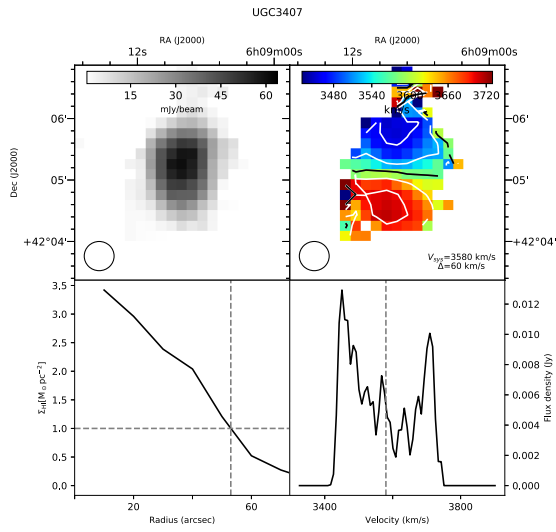 UGC3407
RA (J2000)
RA (J2000)
12s
6h09m00s
12s
6h09m00s
15
30
45
60
mJy/beam
3480
3540
3600
3660
3720
km/s
06'
05'
+42°04'
Dec (J2000)
06'
05'
+42°04'
V_sys=3580 km/s
Δ=60 km/s
3.5
3.0
2.5
2.0
1.5
1.0
0.5
0.0
Σ_HI[M_⊙pc⁻²]
0.012
0.010
0.008
0.006
0.004
0.002
0.000
Flux density (Jy)
20
40
60
Radius (arcsec)
3400
3800
Velocity (km/s)